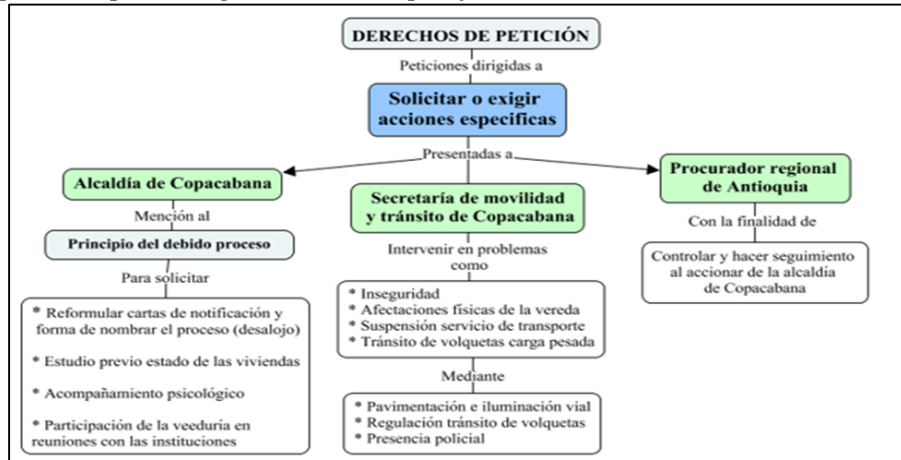 DERECHOS DE PETICIÓN
Peticiones dirigidas a
Solicitar o exigir
acciones especificas
Presentadas a
Alcaldía de Copacabana
Mención al
Principio del debido proceso
Para solicitar
* Reformular cartas de notificación y
forma de nombrar el proceso (desalojo)
* Estudio previo estado de las viviendas
* Acompañamiento psicológico
* Participación de la veeduría en
reuniones con las instituciones
Secretaría de movilidad
y tránsito de Copacabana
Intervenir en problemas
como
* Inseguridad
* Afectaciones físicas de la vereda
* Suspensión servicio de transporte
* Tránsito de volquetas carga pesada
Mediante
* Pavimentación e iluminación vial
* Regulación tránsito de volquetas
* Presencia policial
Procurador regional
de Antioquia
Con la finalidad de
Controlar y hacer seguimiento
al accionar de la alcaldía
de Copacabana